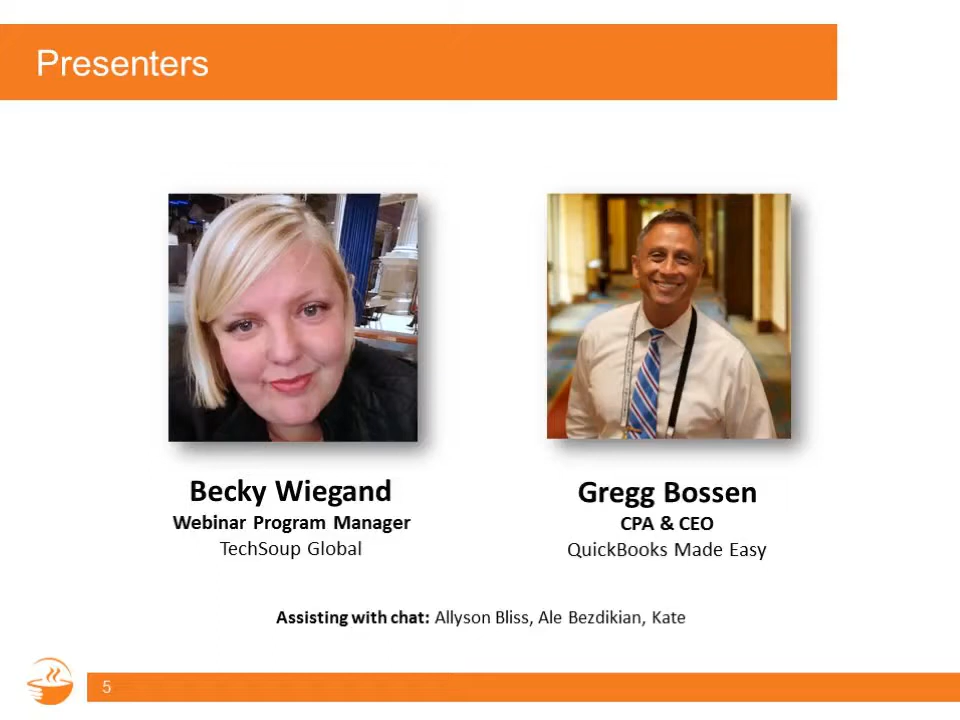 Presenters
Becky Wiegand
Webinar Program Manager
TechSoup Global
Gregg Bossen
CPA & CEO
QuickBooks Made Easy
Assisting with chat: Allyson Bliss, Ale Bezdikian, Kate
5